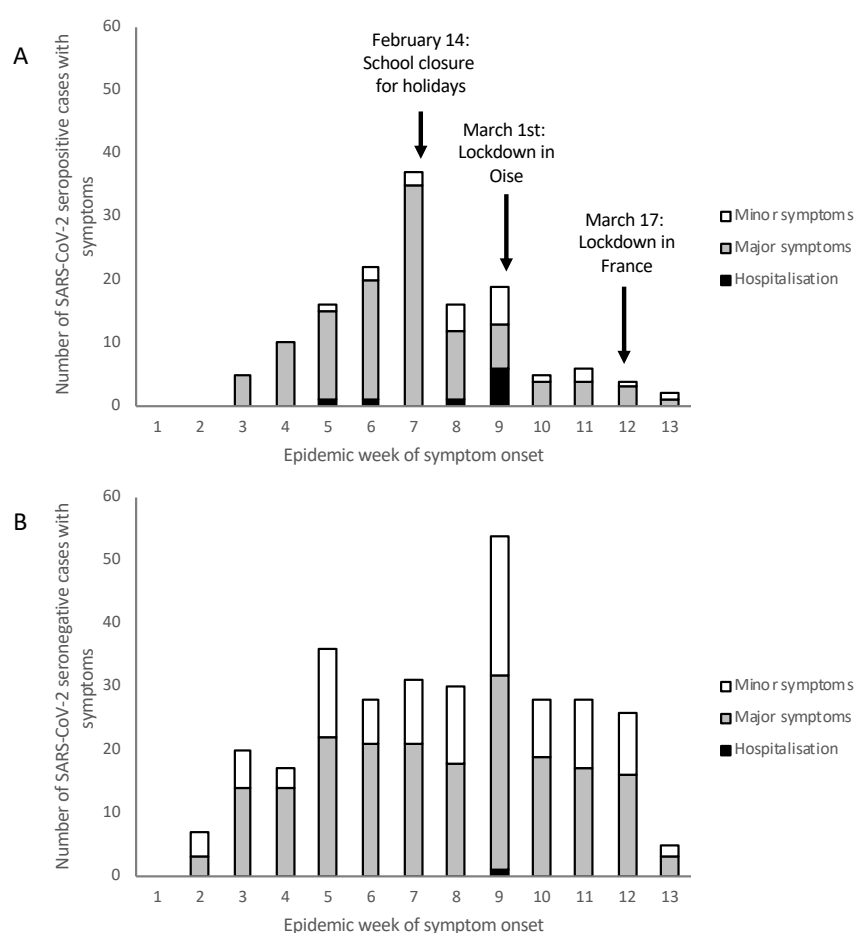 A
Number of SARS-CoV-2 seropositive cases with
symptoms
60
50
40
30
20
10
0
February 14:
School closure
for holidays
March 1st:
Lockdown in
Oise
March 17:
Lockdown in
France
Minor symptoms
Major symptoms
Hospitalisation
1 2 3 4 5 6 7 8 9 10 11 12 13
Epidemic week of symptom onset
B
Number of SARS-CoV-2 seronegative cases with
symptoms
60
50
40
30
20
10
0
Minor symptoms
Major symptoms
Hospitalisation
1 2 3 4 5 6 7 8 9 10 11 12 13
Epidemic week of symptom onset